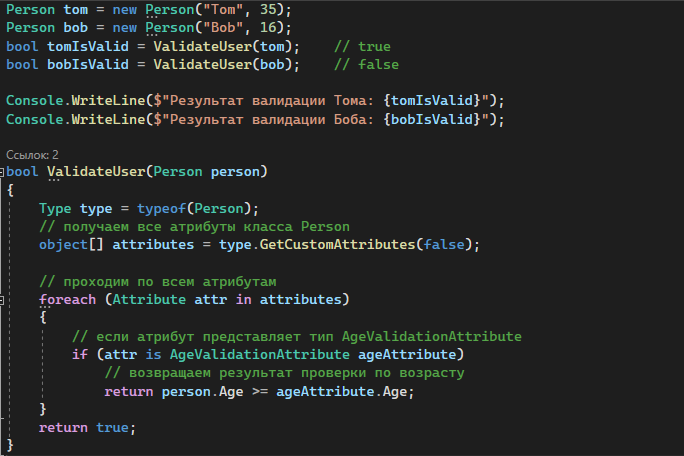 Person tom = new Person("Tom", 35);
Person bob = new Person("Bob", 16);
bool tomIsValid = ValidateUser(tom);    // true
bool bobIsValid = ValidateUser(bob);    // false

Console.WriteLine($"Результат валидации Тома: {tomIsValid}");
Console.WriteLine($"Результат валидации Боба: {bobIsValid}");

Ссылок: 2
bool ValidateUser(Person person)
{
    Type type = typeof(Person);
    // получаем все атрибуты класса Person
    object[] attributes = type.GetCustomAttributes(false);

    // проходим по всем атрибутам
    foreach (Attribute attr in attributes)
    {
        // если атрибут представляет тип AgeValidationAttribute
        if (attr is AgeValidationAttribute ageAttribute)
            // возвращаем результат проверки по возрасту
            return person.Age >= ageAttribute.Age;
    }
    return true;
}